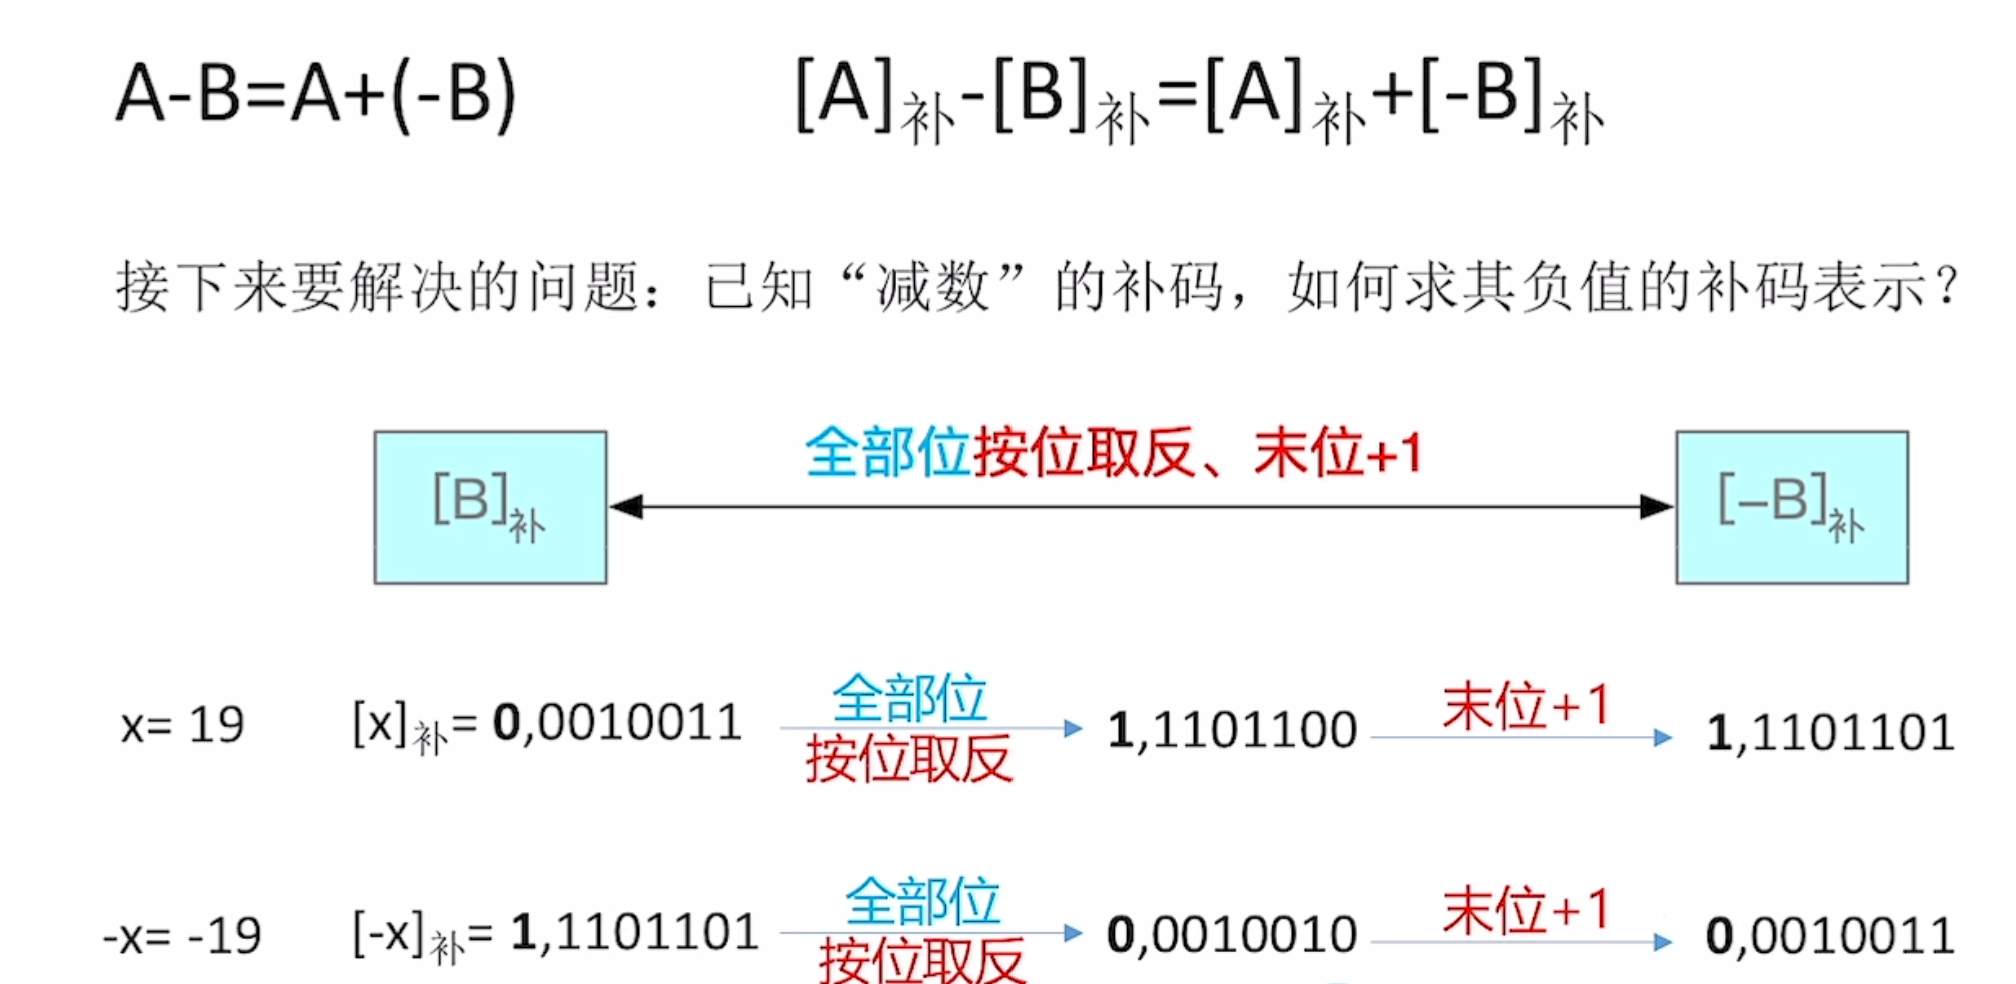 A-B=A+(-B) [A]补-[B]补=[A]补+[-B]补
接下来要解决的问题：已知“减数”的补码，如何求其负值的补码表示？
全部位按位取反、末位+1
[B]补 [–B]补
x= 19 [x]补= 0,0010011 全部位 按位取反 1,1101100 末位+1 1,1101101
-x= -19 [-x]补= 1,1101101 全部位 按位取反 0,0010010 末位+1 0,0010011